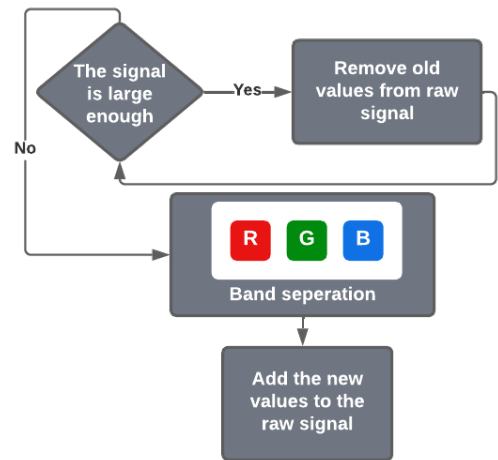 The signal
is large
enough
Yes
Remove old
values from raw
signal
No
R G B
Band seperation
Add the new
values to the
raw signal